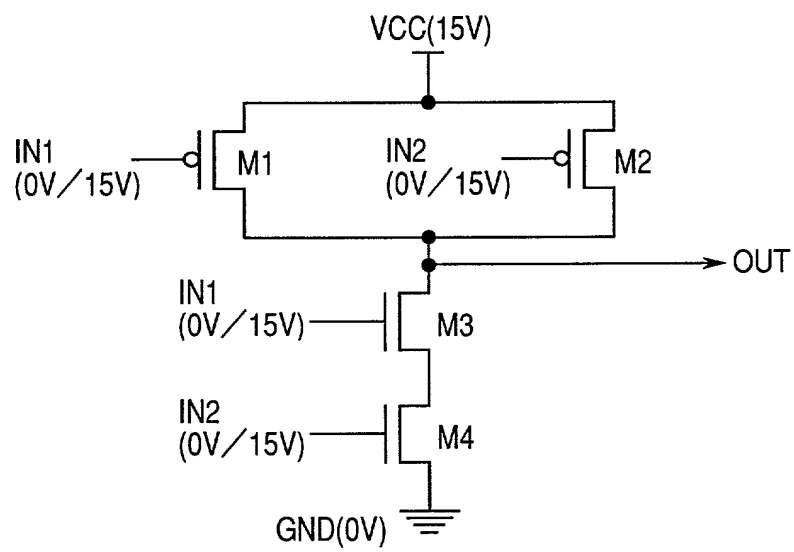 VCC(15V)
IN1
(0V/15V)
M1
IN2
(0V/15V)
M2
OUT
IN1
(0V/15V)
M3
IN2
(0V/15V)
M4
GND(0V)